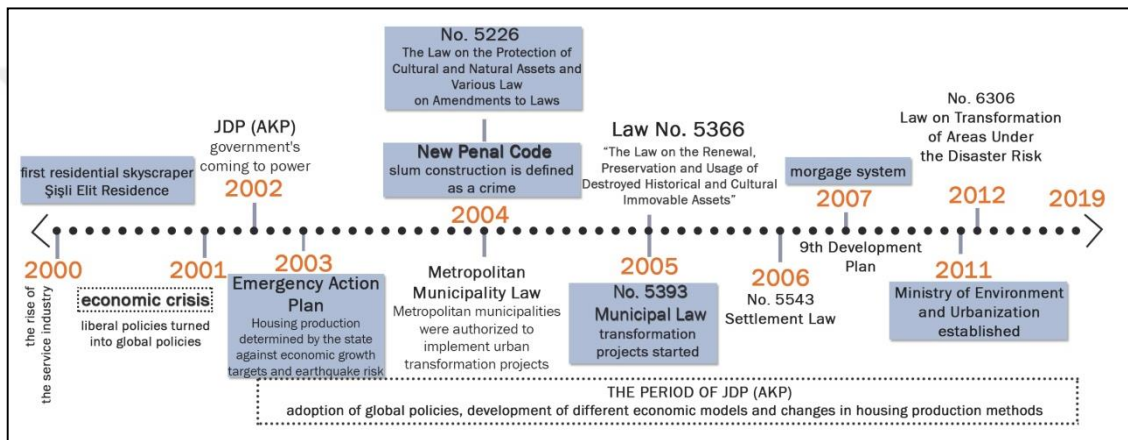 No. 5226
The Law on the Protection of
Cultural and Natural Assets and
Various Law
on Amendments to Laws
No. 6306
Law on Transformation
of Areas Under
the Disaster Risk
JDP (AKP)
government's
coming to power
2002
Law No. 5366
“The Law on the Renewal,
Preservation and Usage of
Destroyed Historical and Cultural
Immovable Assets”
first residential skyscraper
Şişli Elit Residence
New Penal Code
slum construction is defined
as a crime
2004
morgage system
2007
2012
2019
2000
the rise of
the service industry
2001
economic crisis
liberal policies turned
into global policies
2003
Emergency Action
Plan
Housing production
determined by the state
against economic growth
targets and earthquake risk
Metropolitan
Municipality Law
Metropolitan municipalities
were authorized to
implement urban
transformation projects
2005
No. 5393
Municipal Law
transformation
projects started
2006
No. 5543
Settlement Law
9th Development
Plan
2011
Ministry of Environment
and Urbanization
established
THE PERIOD OF JDP (AKP)
adoption of global policies, development of different economic models and changes in housing production methods